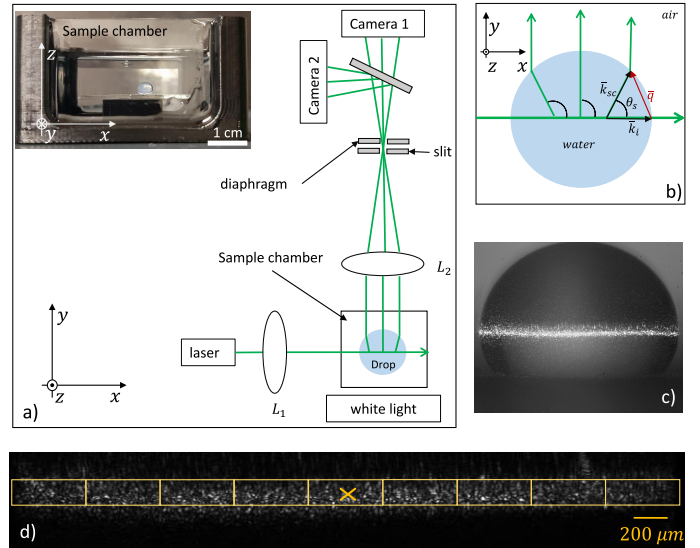 Sample chamber
z
y
x
1 cm
Camera 1
Camera 2
diaphragm
slit
Sample chamber
L₂
laser
L₁
Drop
white light
y
z
x
a)
y
z
x
air
k̅sc
θs
q̅
k̅i
water
b)
c)
d)
200 μm